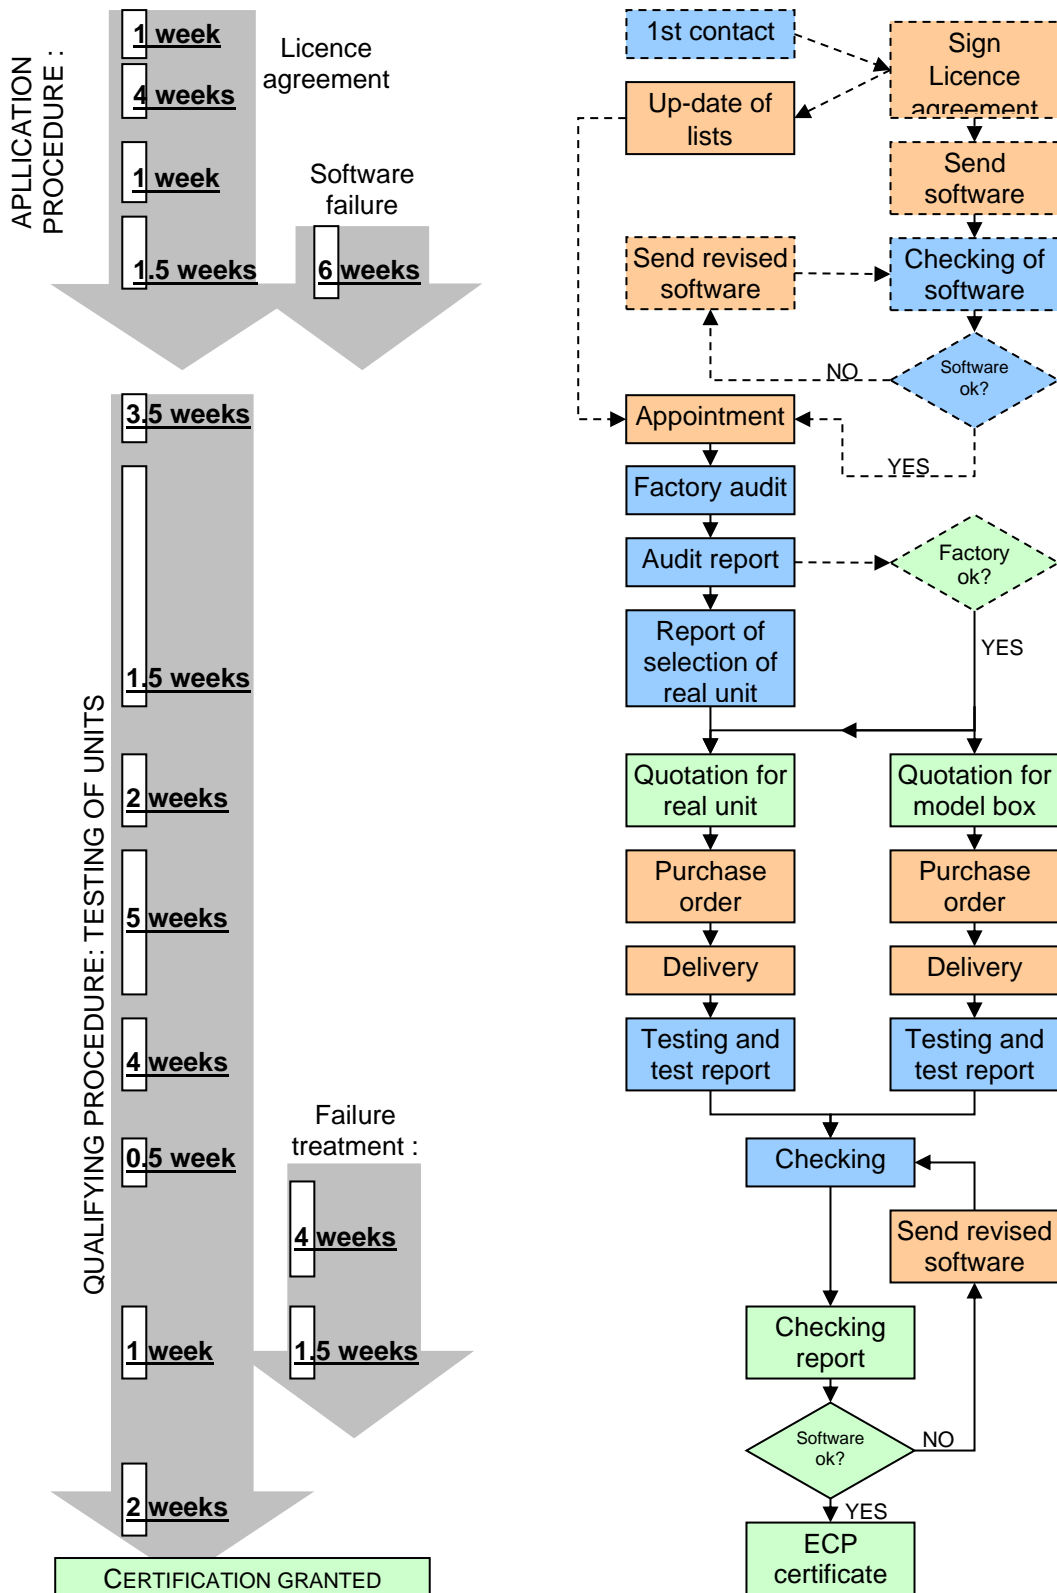 APLLICATION
PROCEDURE :
1 week
4 weeks
1 week
1.5 weeks
Licence
agreement
Software
failure
6 weeks
1st contact
Sign
Licence
agreement
Up-date of
lists
Send
software
Send revised
software
Checking of
software
Software
ok?
NO
YES
Appointment
Factory audit
Audit report
Factory
ok?
YES
Report of
selection of
real unit
QUALIFYING PROCEDURE: TESTING OF UNITS
3.5 weeks
1.5 weeks
2 weeks
5 weeks
4 weeks
0.5 week
1 week
2 weeks
Failure
treatment :
4 weeks
1.5 weeks
CERTIFICATION GRANTED
Quotation for
real unit
Quotation for
model box
Purchase
order
Purchase
order
Delivery
Delivery
Testing and
test report
Testing and
test report
Checking
Send revised
software
Checking
report
Software
ok?
NO
YES
ECP
certificate